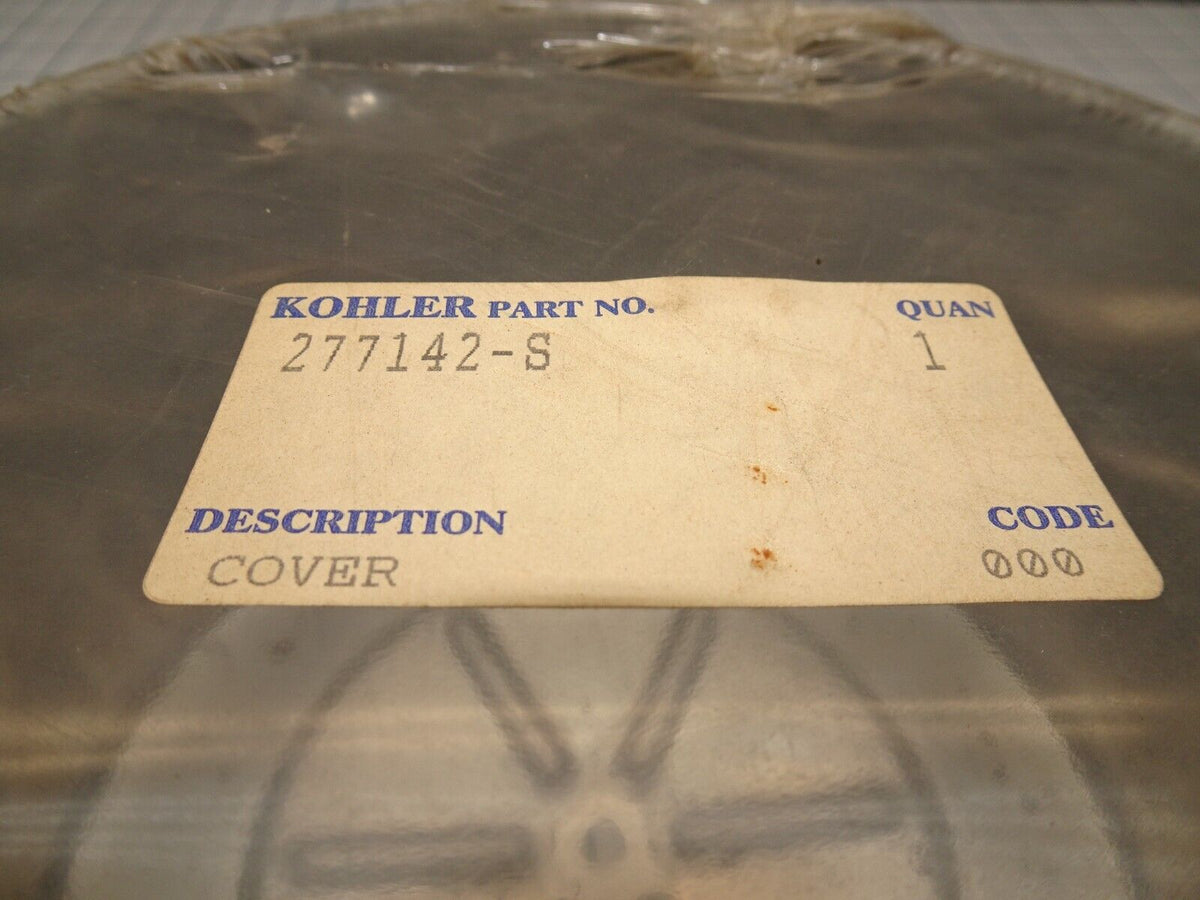 KOHLER PART NO. QUAN
277142-S 1
DESCRIPTION CODE
COVER 000